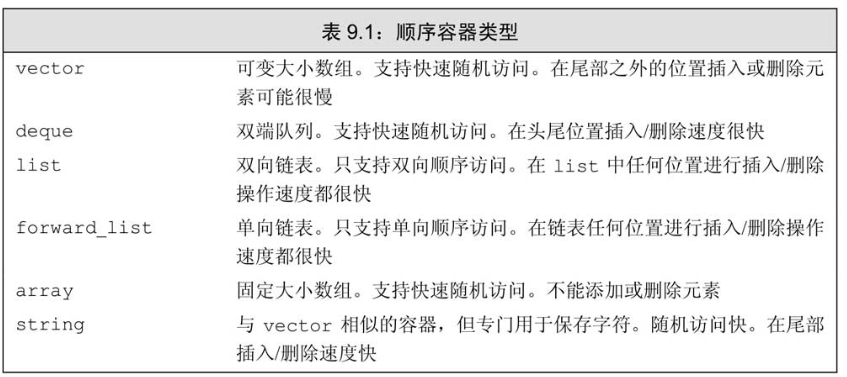 表 9.1：顺序容器类型
vector 可变大小数组。支持快速随机访问。在尾部之外的位置插入或删除元
素可能很慢
deque 双端队列。支持快速随机访问。在头尾位置插入/删除速度很快
list 双向链表。只支持双向顺序访问。在 list 中任何位置进行插入/删除
操作速度都很快
forward_list 单向链表。只支持单向顺序访问。在链表任何位置进行插入/删除操作
速度都很快
array 固定大小数组。支持快速随机访问。不能添加或删除元素
string 与 vector 相似的容器，但专门用于保存字符。随机访问快。在尾部
插入/删除速度快